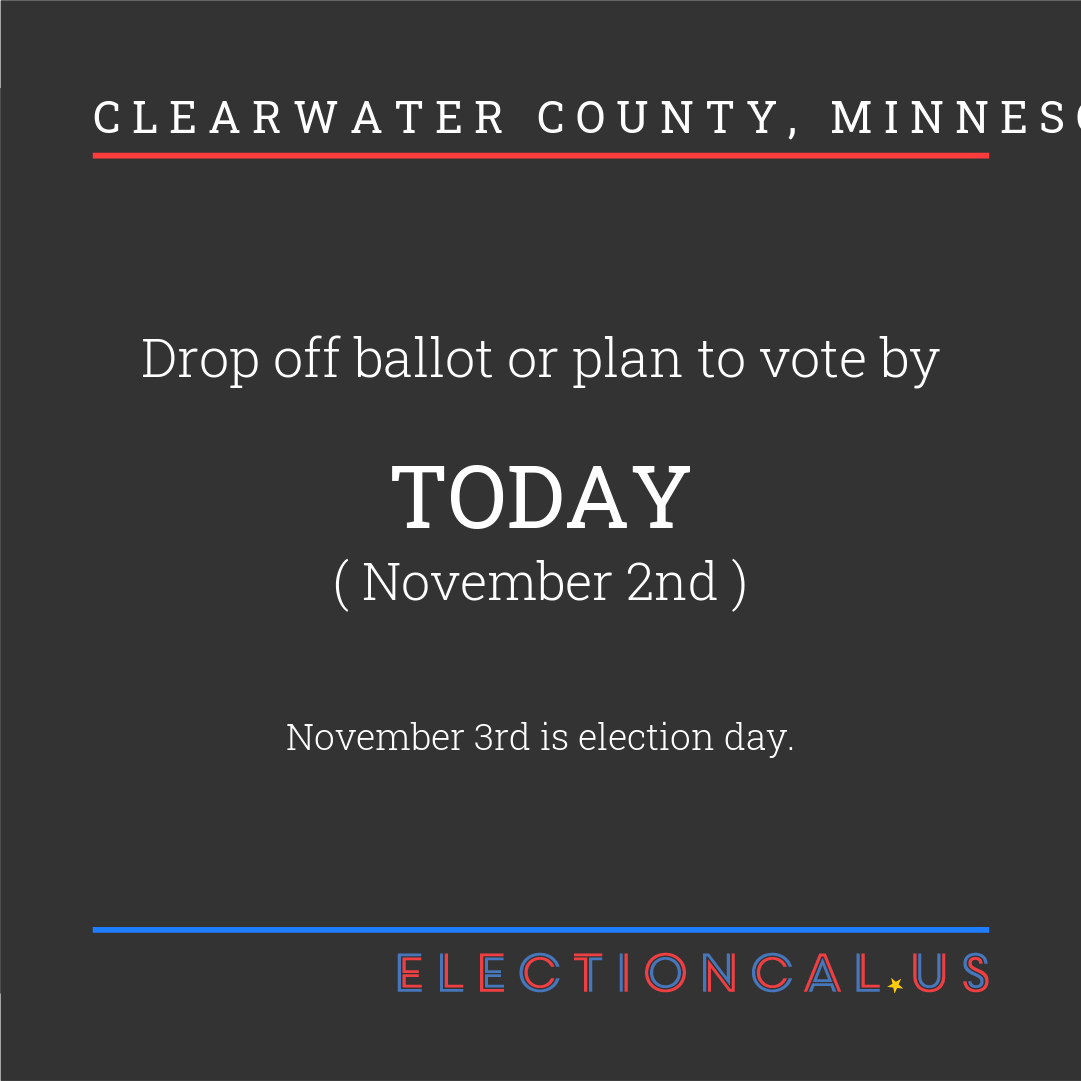 CLEARWATER COUNTY, MINNES
Drop off ballot or plan to vote by
TODAY
( November 2nd )
November 3rd is election day.
ELECTIONCAL.US